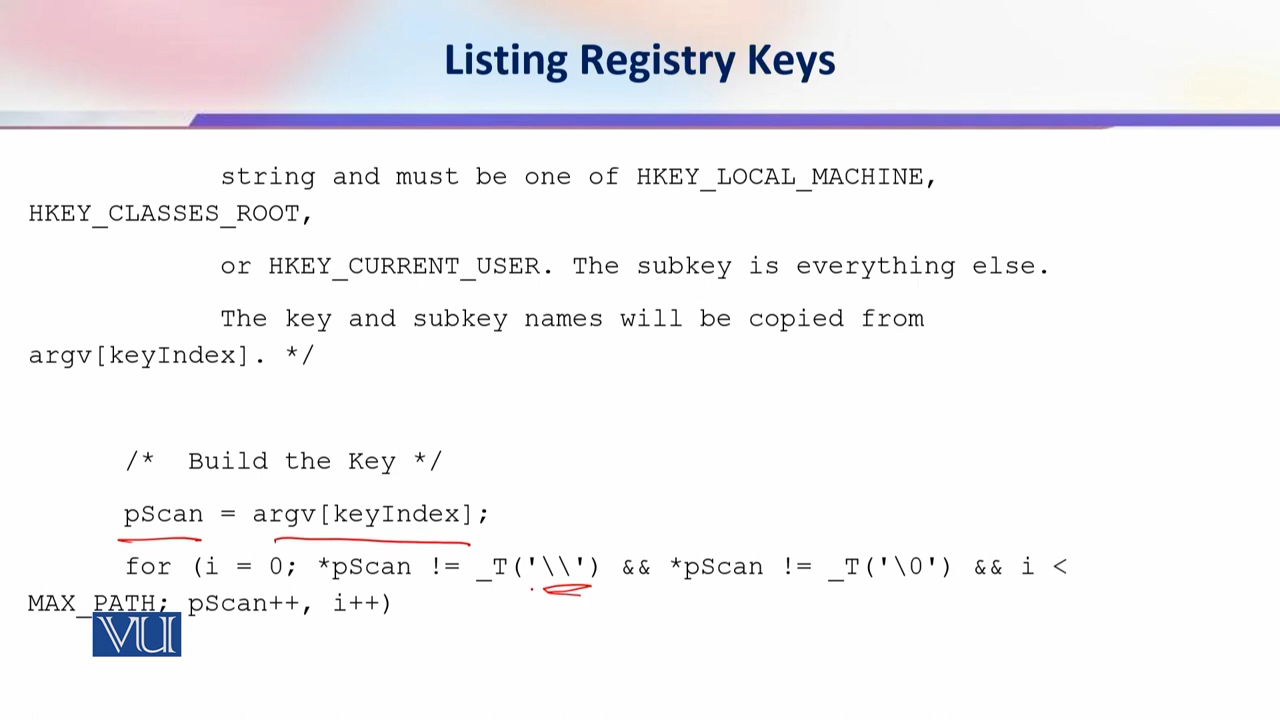 Listing Registry Keys
string and must be one of HKEY_LOCAL_MACHINE,
HKEY_CLASSES_ROOT,
or HKEY_CURRENT_USER. The subkey is everything else.
The key and subkey names will be copied from
argv[keyIndex]. */
/*  Build the Key */
pScan = argv[keyIndex];
for (i = 0; *pScan != _T('\\') && *pScan != _T('\0') && i <
MAX_PATH; pScan++, i++)
VU